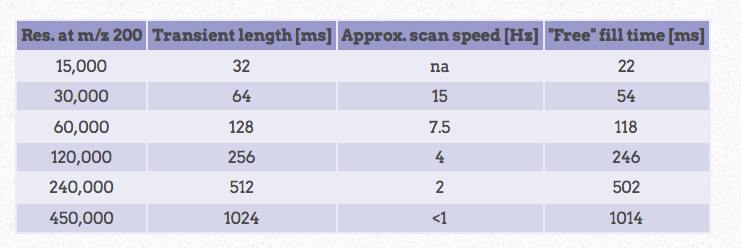 Res. at m/z 200 Transient length [ms] Approx. scan speed [Hz] "Free" fill time [ms]
15,000 32 na 22
30,000 64 15 54
60,000 128 7.5 118
120,000 256 4 246
240,000 512 2 502
450,000 1024 <1 1014